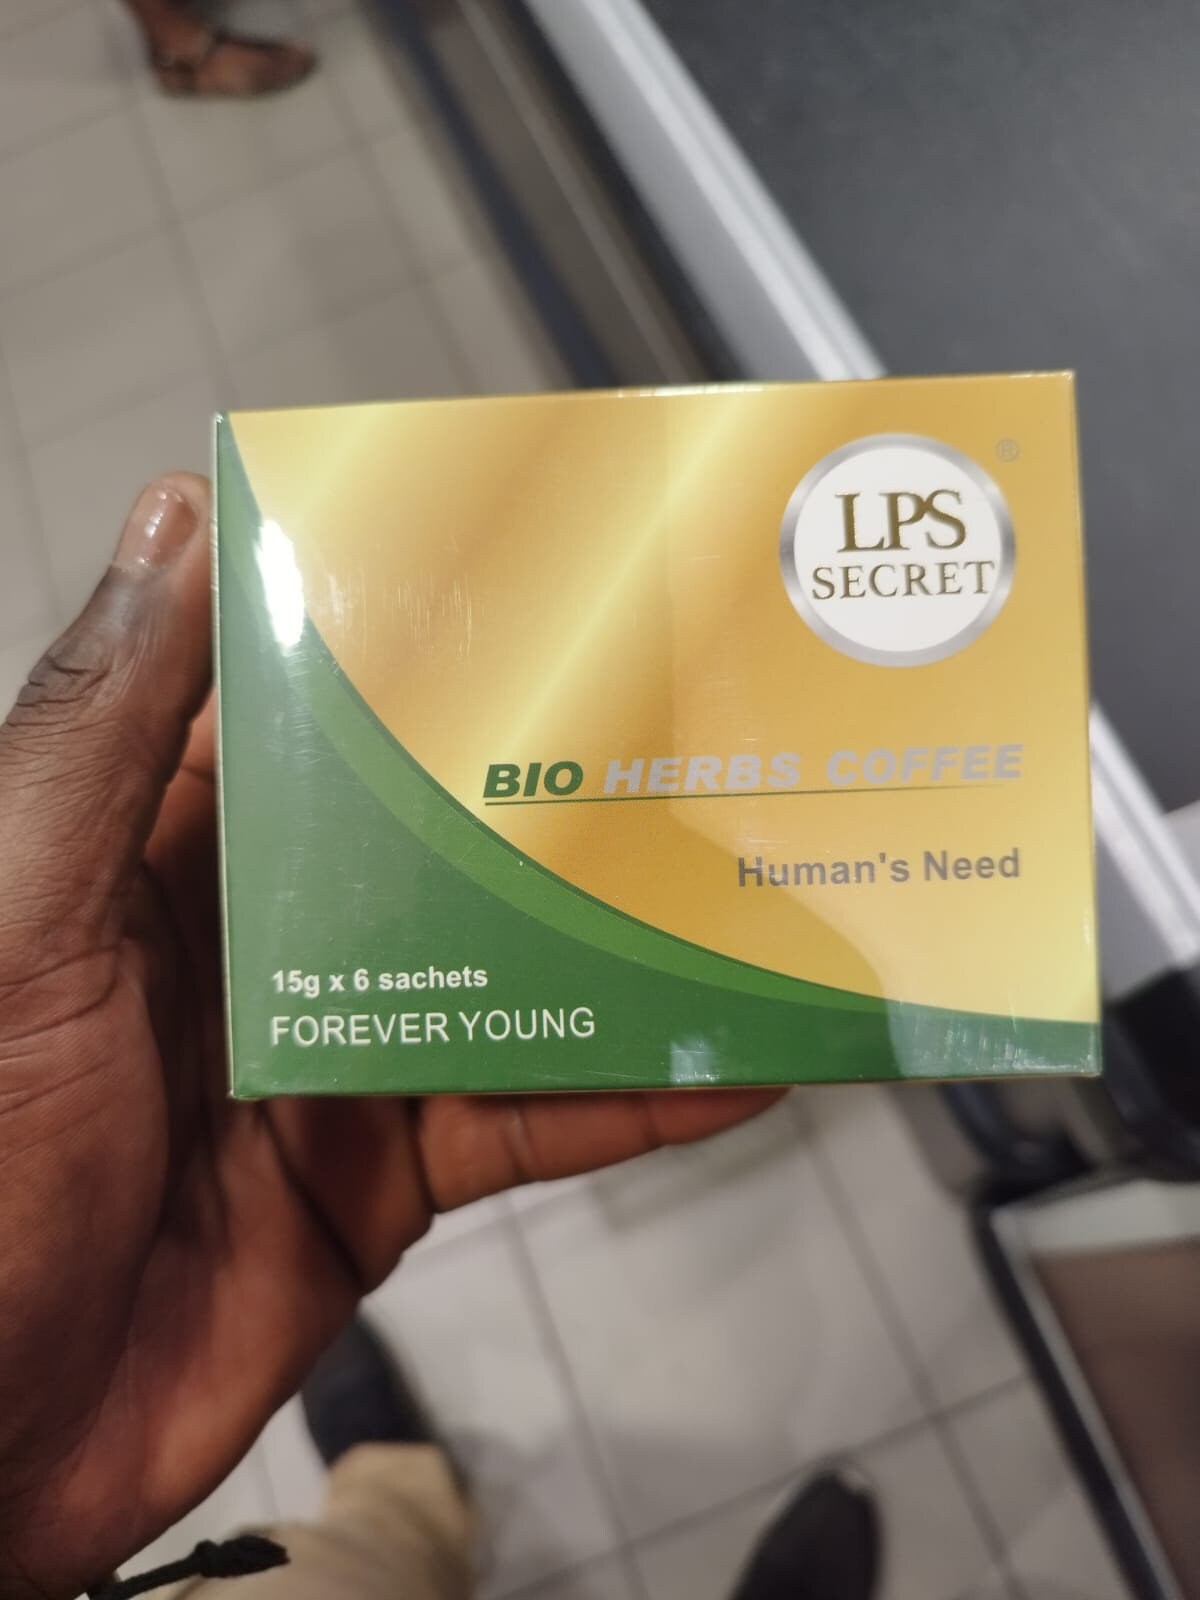 ®
LPS
SECRET
BIO HERBS COFFEE
Human's Need
15g x 6 sachets
FOREVER YOUNG